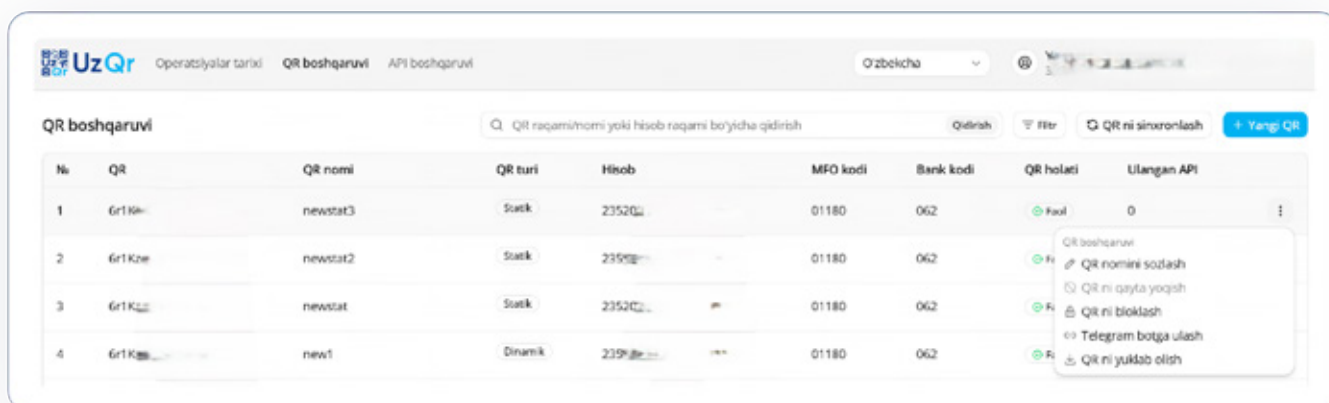 UzQr Operatsiyalar tarixi QR boshqaruvi API boshqaruvi O'zbekcha
QR boshqaruvi QR raqami/nomi yoki hisob raqami bo'yicha qidirish Qidirish Filtr QR ni sinxronlash + Yangi QR
№ QR QR nomi QR turi Hisob MFO kodi Bank kodi QR holati Ulangan API
1 newstat3 Statik 01180 062 Faol 0
QR boshqaruvi
2 newstat2 Statik 01180 062
QR nomini sozlash
QR ni qayta yoqish
3 newstat Statik 01180 062
QR ni bloklash
Telegram botga ulash
4 new1 Dinamik 01180 062
QR ni yuklab olish